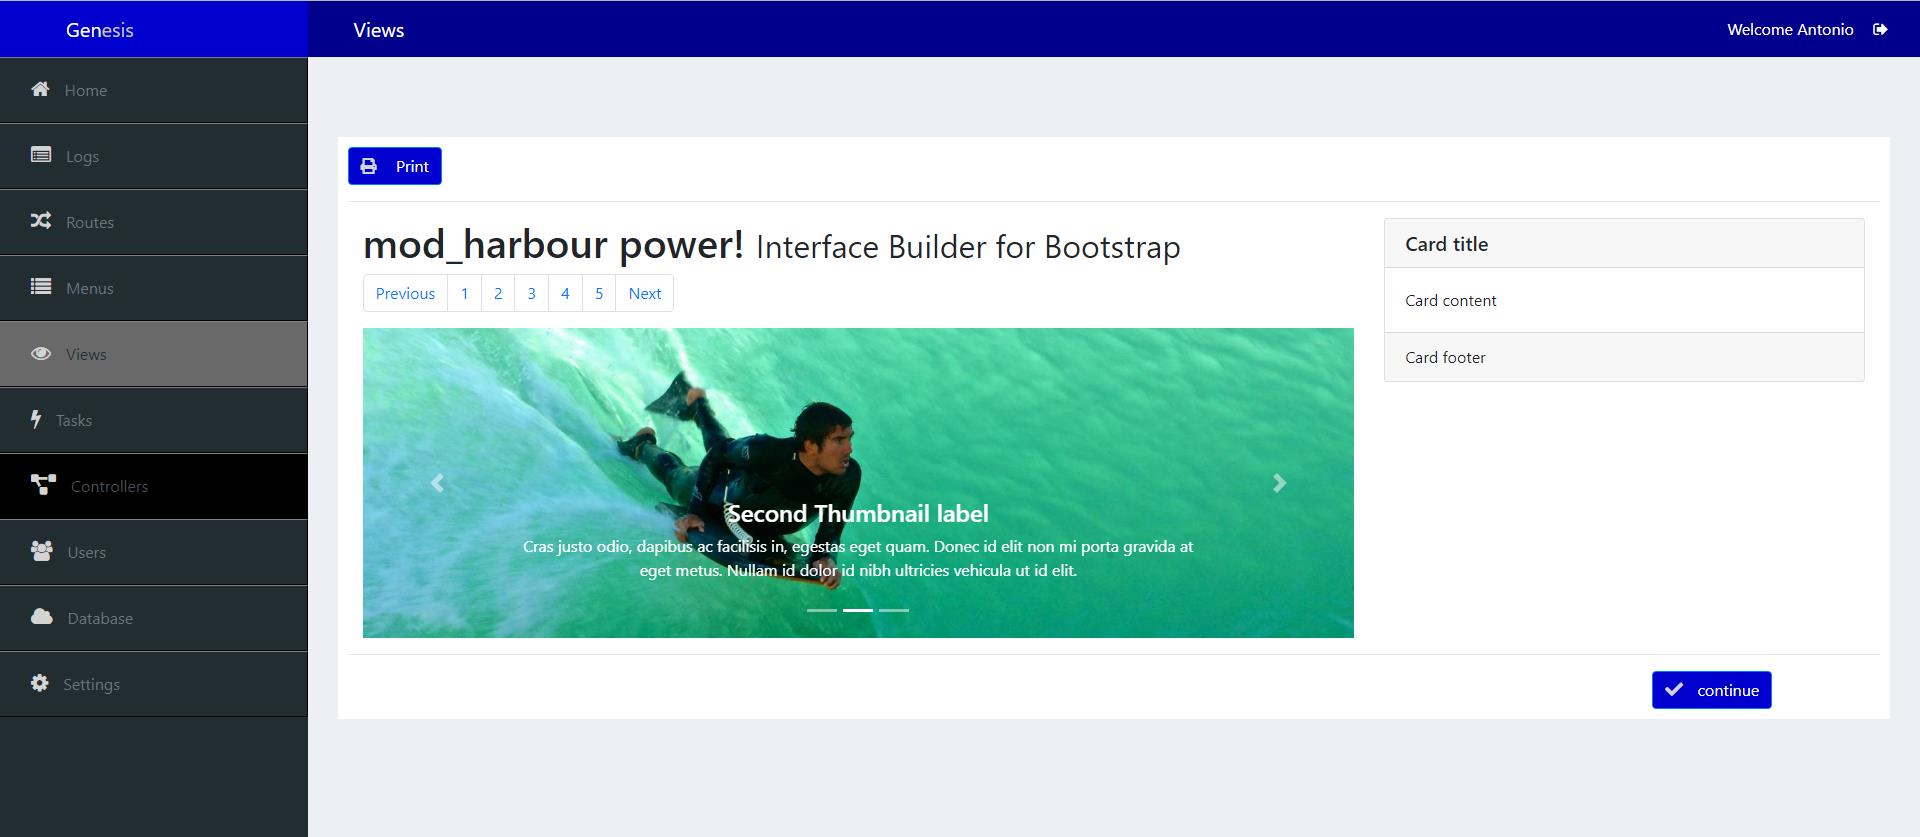 Genesis
Views
Welcome Antonio
Home
Logs
Routes
Menus
Views
Tasks
Controllers
Users
Database
Settings
Print
mod_harbour power! Interface Builder for Bootstrap
Previous 1 2 3 4 5 Next
Second Thumbnail label
Cras justo odio, dapibus ac facilisis in, egestas eget quam. Donec id elit non mi porta gravida at
eget metus. Nullam id dolor id nibh ultricies vehicula ut id elit.
Card title
Card content
Card footer
continue